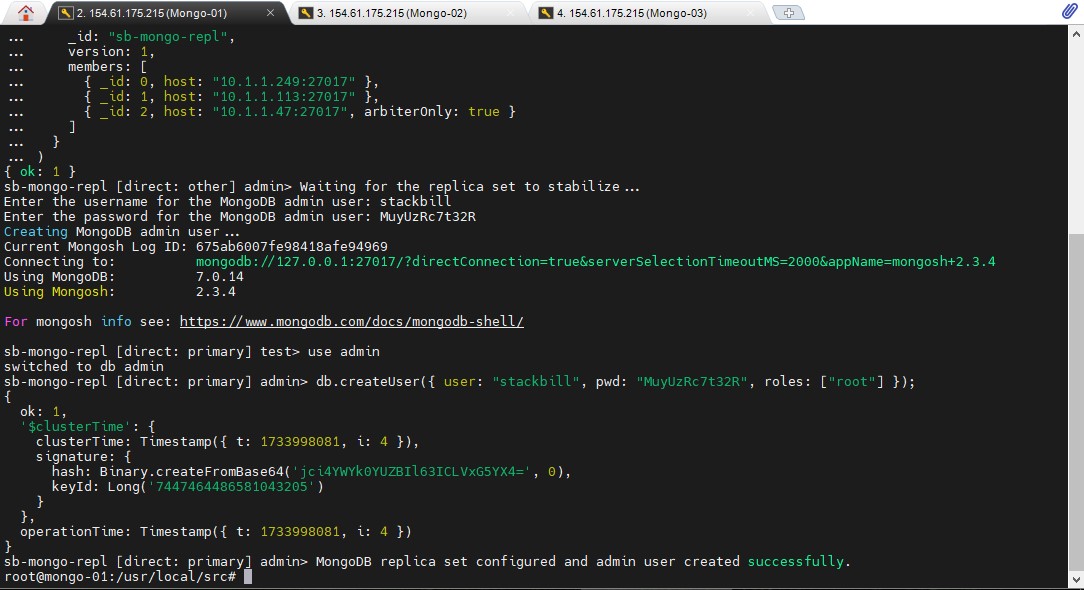 2. 154.61.175.215 (Mongo-01)
3. 154.61.175.215 (Mongo-02)
4. 154.61.175.215 (Mongo-03)
... _id: "sb-mongo-repl",
... version: 1,
... members: [
... { _id: 0, host: "10.1.1.249:27017" },
... { _id: 1, host: "10.1.1.113:27017" },
... { _id: 2, host: "10.1.1.47:27017", arbiterOnly: true }
... ]
... }
... )
{ ok: 1 }
sb-mongo-repl [direct: other] admin> Waiting for the replica set to stabilize...
Enter the username for the MongoDB admin user: stackbill
Enter the password for the MongoDB admin user: MuyUzRc7t32R
Creating MongoDB admin user...
Current Mongosh Log ID: 675ab6007fe98418afe94969
Connecting to: mongodb://127.0.0.1:27017/?directConnection=true&serverSelectionTimeoutMS=2000&appName=mongosh+2.3.4
Using MongoDB: 7.0.14
Using Mongosh: 2.3.4
For mongosh info see: https://www.mongodb.com/docs/mongodb-shell/
sb-mongo-repl [direct: primary] test> use admin
switched to db admin
sb-mongo-repl [direct: primary] admin> db.createUser({ user: "stackbill", pwd: "MuyUzRc7t32R", roles: ["root"] });
{
ok: 1,
'$clusterTime': {
clusterTime: Timestamp({ t: 1733998081, i: 4 }),
signature: {
hash: Binary.createFromBase64('jci4YWYk0YUZBIl63ICLVxG5YX4=', 0),
keyId: Long('7447464486581043205')
}
},
operationTime: Timestamp({ t: 1733998081, i: 4 })
}
sb-mongo-repl [direct: primary] admin> MongoDB replica set configured and admin user created successfully.
root@mongo-01:/usr/local/src#